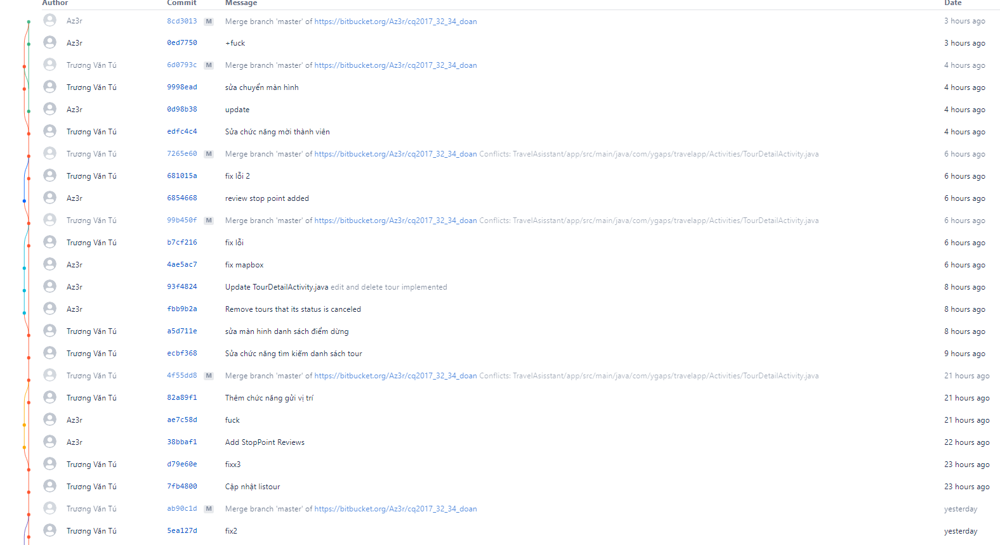 Author Commit Message Date
Az3r 8cd3013 M Merge branch 'master' of https://bitbucket.org/Az3r/cq2017_32_34_doan 3 hours ago
Az3r 0ed7750 +fuck 3 hours ago
Trương Văn Tú 6d0793c M Merge branch 'master' of https://bitbucket.org/Az3r/cq2017_32_34_doan 4 hours ago
Trương Văn Tú 9998ead sửa chuyển màn hình 4 hours ago
Az3r 0d98b38 update 4 hours ago
Trương Văn Tú edfc4c4 Sửa chức năng mời thành viên 4 hours ago
Trương Văn Tú 7265e60 M Merge branch 'master' of https://bitbucket.org/Az3r/cq2017_32_34_doan Conflicts: TravelAsisstant/app/src/main/java/com/ygaps/travelapp/Activities/TourDetailActivity.java 6 hours ago
Trương Văn Tú 681015a fix lỗi 2 6 hours ago
Az3r 6854668 review stop point added 6 hours ago
Trương Văn Tú 99b450f M Merge branch 'master' of https://bitbucket.org/Az3r/cq2017_32_34_doan Conflicts: TravelAsisstant/app/src/main/java/com/ygaps/travelapp/Activities/TourDetailActivity.java 6 hours ago
Trương Văn Tú b7cf216 fix lỗi 6 hours ago
Az3r 4ae5ac7 fix mapbox 6 hours ago
Az3r 93f4824 Update TourDetailActivity.java edit and delete tour implemented 8 hours ago
Az3r fbb9b2a Remove tours that its status is canceled 8 hours ago
Trương Văn Tú a5d711e sửa màn hinh danh sách điểm dừng 8 hours ago
Trương Văn Tú ecbf368 Sửa chức năng tìm kiếm danh sách tour 9 hours ago
Trương Văn Tú 4f55dd8 M Merge branch 'master' of https://bitbucket.org/Az3r/cq2017_32_34_doan Conflicts: TravelAsisstant/app/src/main/java/com/ygaps/travelapp/Activities/TourDetailActivity.java 21 hours ago
Trương Văn Tú 82a89f1 Thêm chức năng gửi vị trí 21 hours ago
Az3r ae7c58d fuck 21 hours ago
Az3r 38bbaf1 Add StopPoint Reviews 22 hours ago
Trương Văn Tú d79e60e fixx3 23 hours ago
Trương Văn Tú 7fb4800 Cập nhật listour 23 hours ago
Trương Văn Tú ab90c1d M Merge branch 'master' of https://bitbucket.org/Az3r/cq2017_32_34_doan yesterday
Trương Văn Tú 5ea127d fix2 yesterday